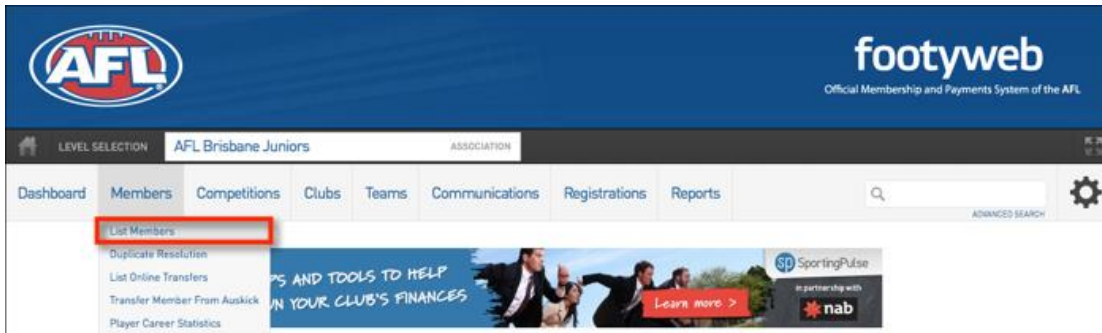 AFL
footyweb
Official Membership and Payments System of the AFL
LEVEL SELECTION AFL Brisbane Juniors ASSOCIATION
Dashboard Members Competitions Clubs Teams Communications Registrations Reports
ADVANCED SEARCH
List Members
Duplicate Resolution
List Online Transfers
Transfer Member From Auskick
Player Career Statistics
PS AND TOOLS TO HELP
N YOUR CLUB'S FINANCES
Learn more >
sp SportingPulse
in partnership with
nab